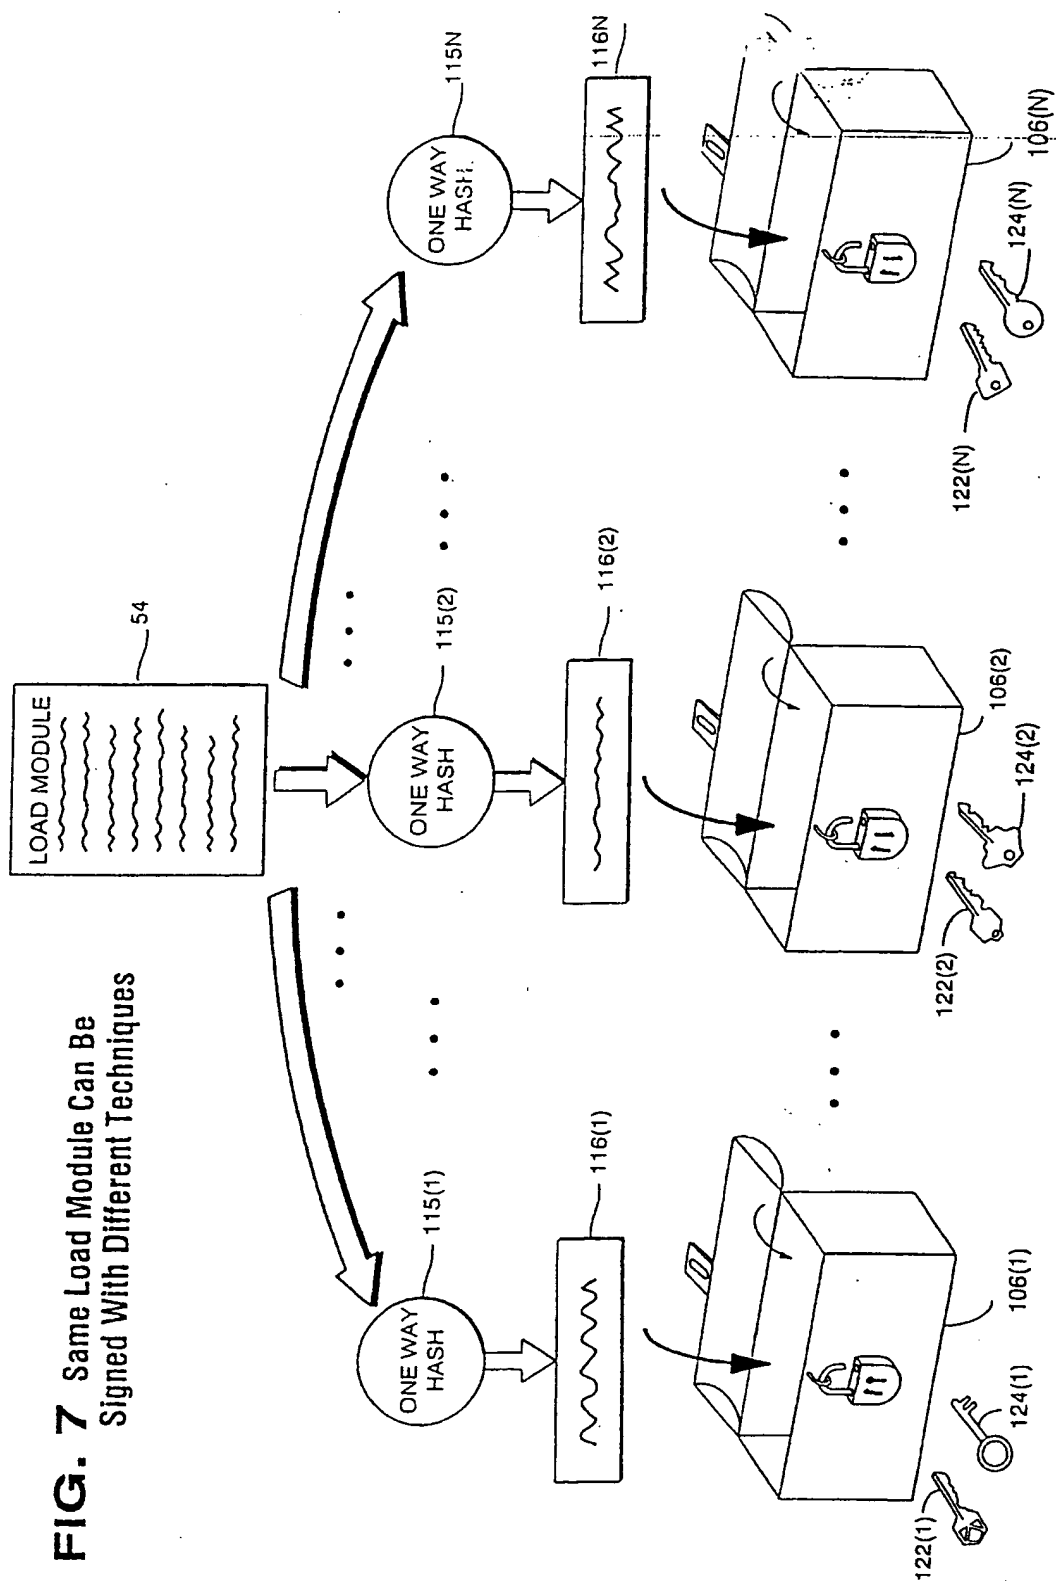 FIG. 7 Same Load Module Can Be
Signed With Different Techniques
LOAD MODULE
54
ONE WAY
HASH
115(1)
ONE WAY
HASH
115(2)
ONE WAY
HASH.
115N
116(1)
116(2)
116N
106(1)
122(1)
124(1)
106(2)
122(2)
124(2)
106(N)
122(N)
124(N)